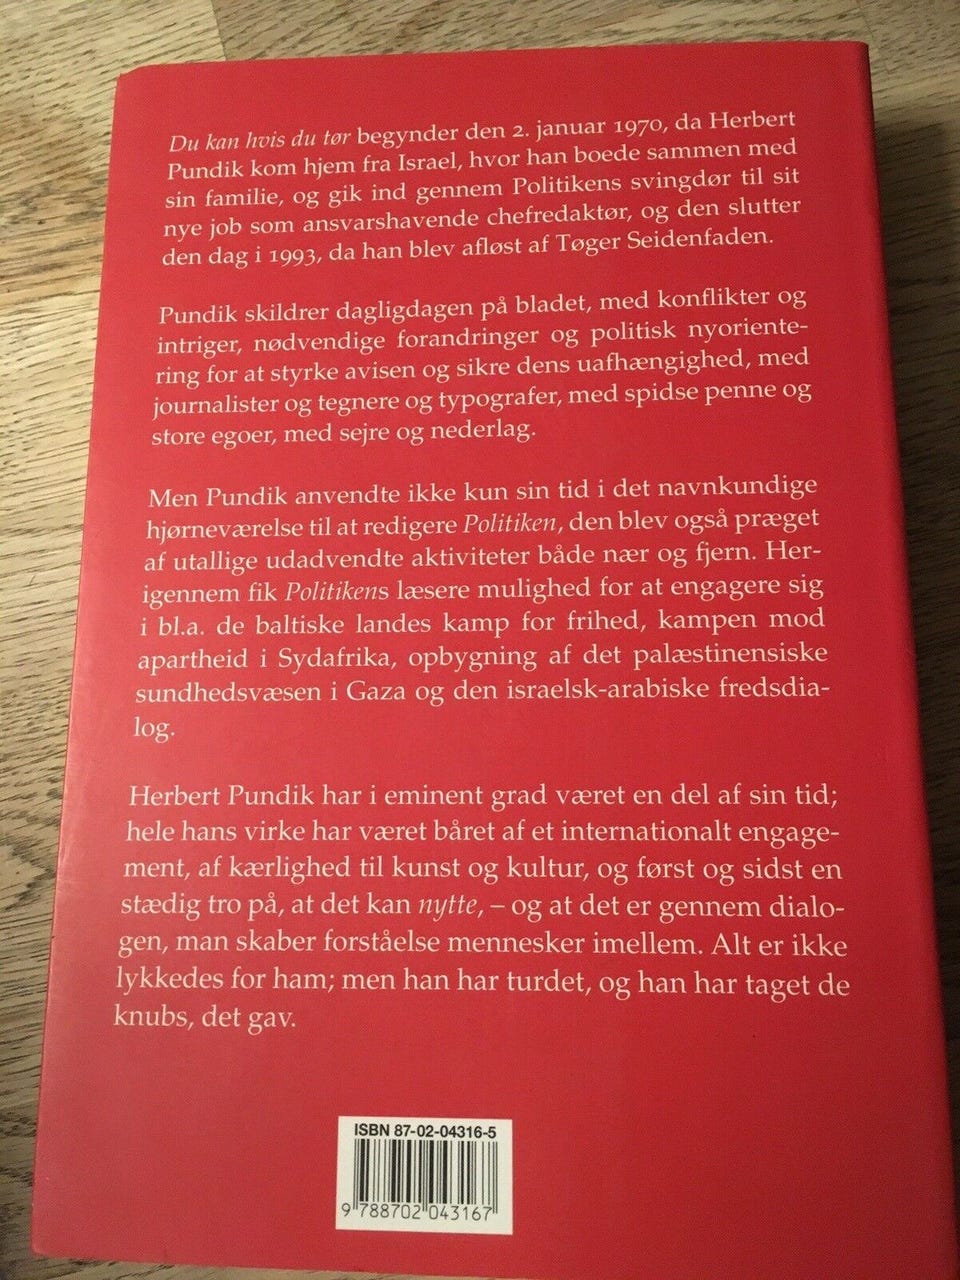 Du kan hvis du tør begynder den 2. januar 1970, da Herbert
Pundik kom hjem fra Israel, hvor han boede sammen med
sin familie, og gik ind gennem Politikens svingdør til sit
nye job som ansvarshavende chefredaktør, og den slutter
den dag i 1993, da han blev afløst af Tøger Seidenfaden.
Pundik skildrer dagligdagen på bladet, med konflikter og
intriger, nødvendige forandringer og politisk nyoriente-
ring for at styrke avisen og sikre dens uafhængighed, med
journalister og tegnere og typografer, med spidse penne og
store egoer, med sejre og nederlag.
Men Pundik anvendte ikke kun sin tid i det navnkundige
hjørneværelse til at redigere Politiken, den blev også præget
af utallige udadvendte aktiviteter både nær og fjern. Her-
igennem fik Politikens læsere mulighed for at engagere sig
i bl.a. de baltiske landes kamp for frihed, kampen mod
apartheid i Sydafrika, opbygning af det palæstinensiske
sundhedsvæsen i Gaza og den israelsk-arabiske fredsdia-
log.
Herbert Pundik har i eminent grad været en del af sin tid;
hele hans virke har været båret af et internationalt engage-
ment, af kærlighed til kunst og kultur, og først og sidst en
stædig tro på, at det kan nytte, – og at det er gennem dialo-
gen, man skaber forståelse mennesker imellem. Alt er ikke
lykkedes for ham; men han har turdet, og han har taget de
knubs, det gav.
ISBN 87-02-04316-5
9 788702 043167